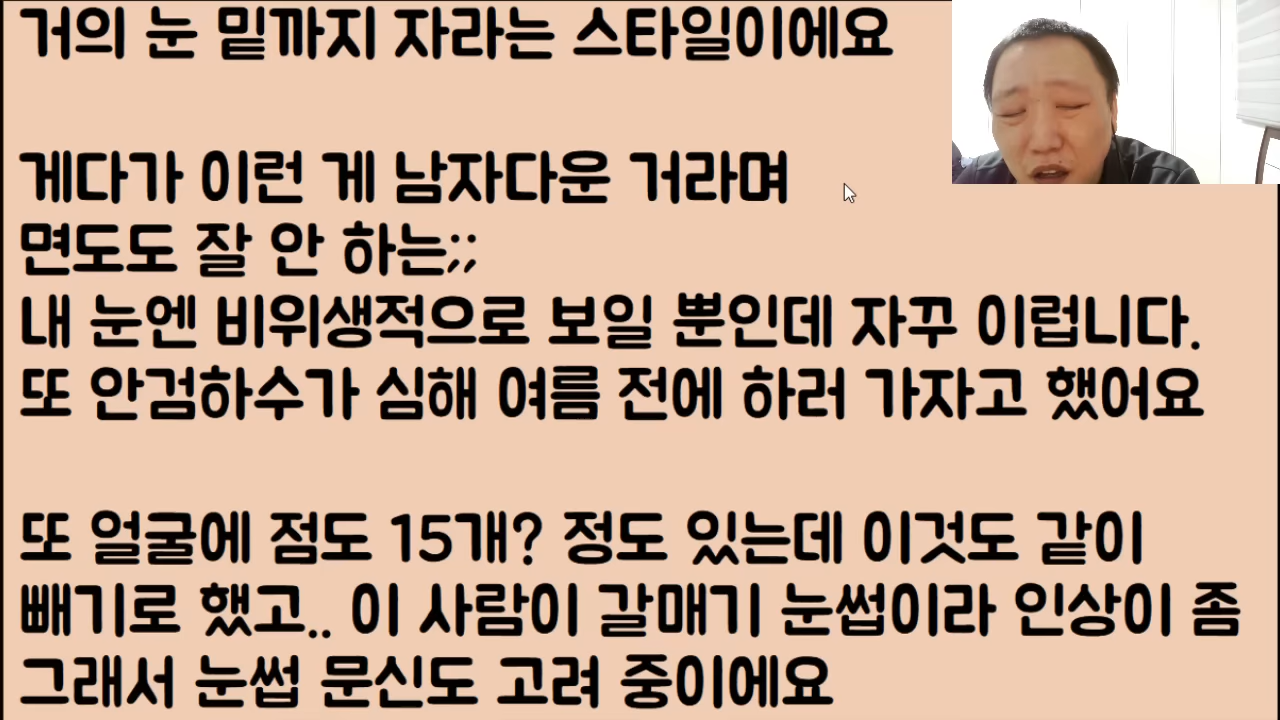 거의 눈 밑까지 자라는 스타일이에요
게다가 이런 게 남자다운 거라며
면도도 잘 안 하는;;
내 눈엔 비위생적으로 보일 뿐인데 자꾸 이럽니다.
또 안검하수가 심해 여름 전에 하러 가자고 했어요
또 얼굴에 점도 15개? 정도 있는데 이것도 같이
빼기로 했고.. 이 사람이 갈매기 눈썹이라 인상이 좀
그래서 눈썹 문신도 고려 중이에요